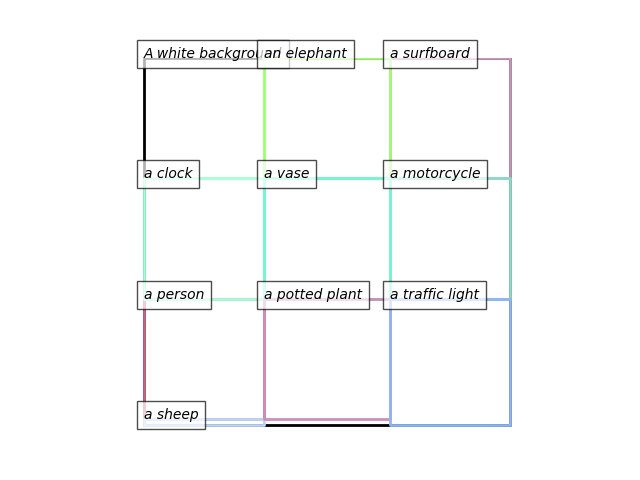 A white background
an elephant
a surfboard
a clock
a vase
a motorcycle
a person
a potted plant
a traffic light
a sheep